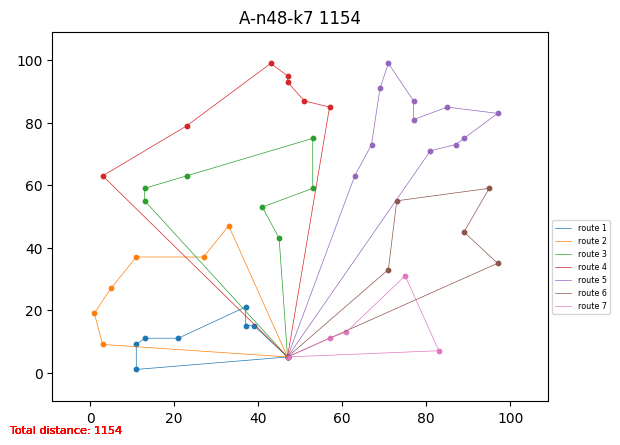 A-n48-k7 1154
100
80
60
40
20
0
0 20 40 60 80 100
route 1
route 2
route 3
route 4
route 5
route 6
route 7
Total distance: 1154